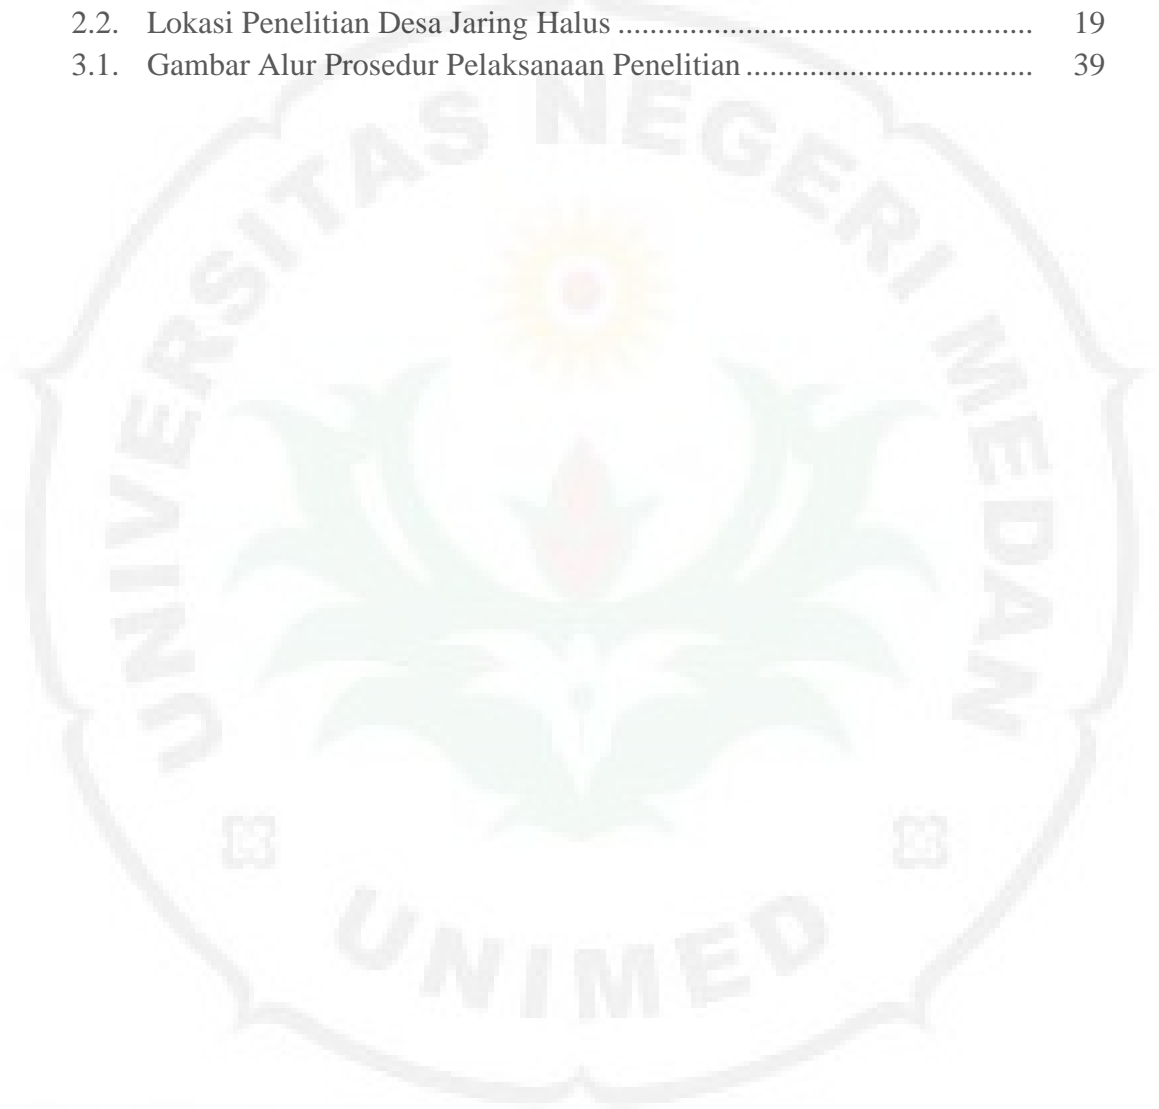 2.2. Lokasi Penelitian Desa Jaring Halus .................................................. 19
3.1. Gambar Alur Prosedur Pelaksanaan Penelitian .................................. 39
UNIVERSITAS NEGERI MEDAN
UNIMED